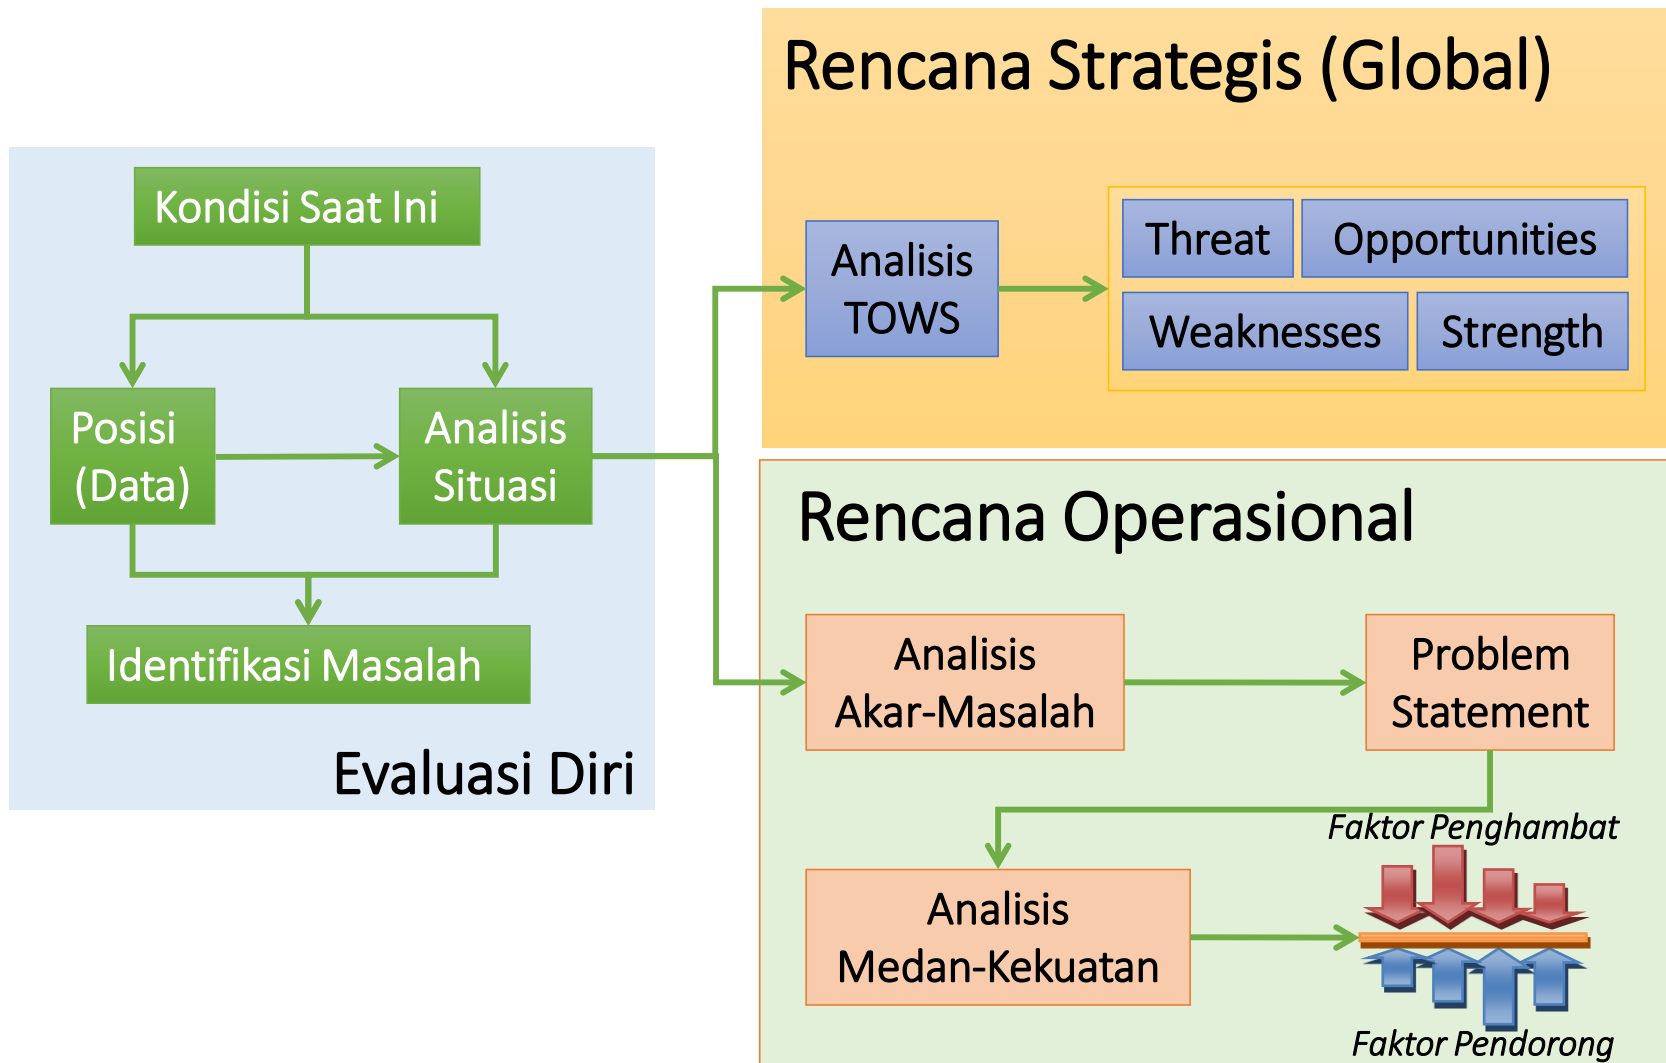 Rencana Strategis (Global)
Kondisi Saat Ini
Posisi
(Data)
Analisis
Situasi
Identifikasi Masalah
Evaluasi Diri
Analisis
TOWS
Threat
Opportunities
Weaknesses
Strength
Rencana Operasional
Analisis
Akar-Masalah
Problem
Statement
Analisis
Medan-Kekuatan
Faktor Penghambat
Faktor Pendorong